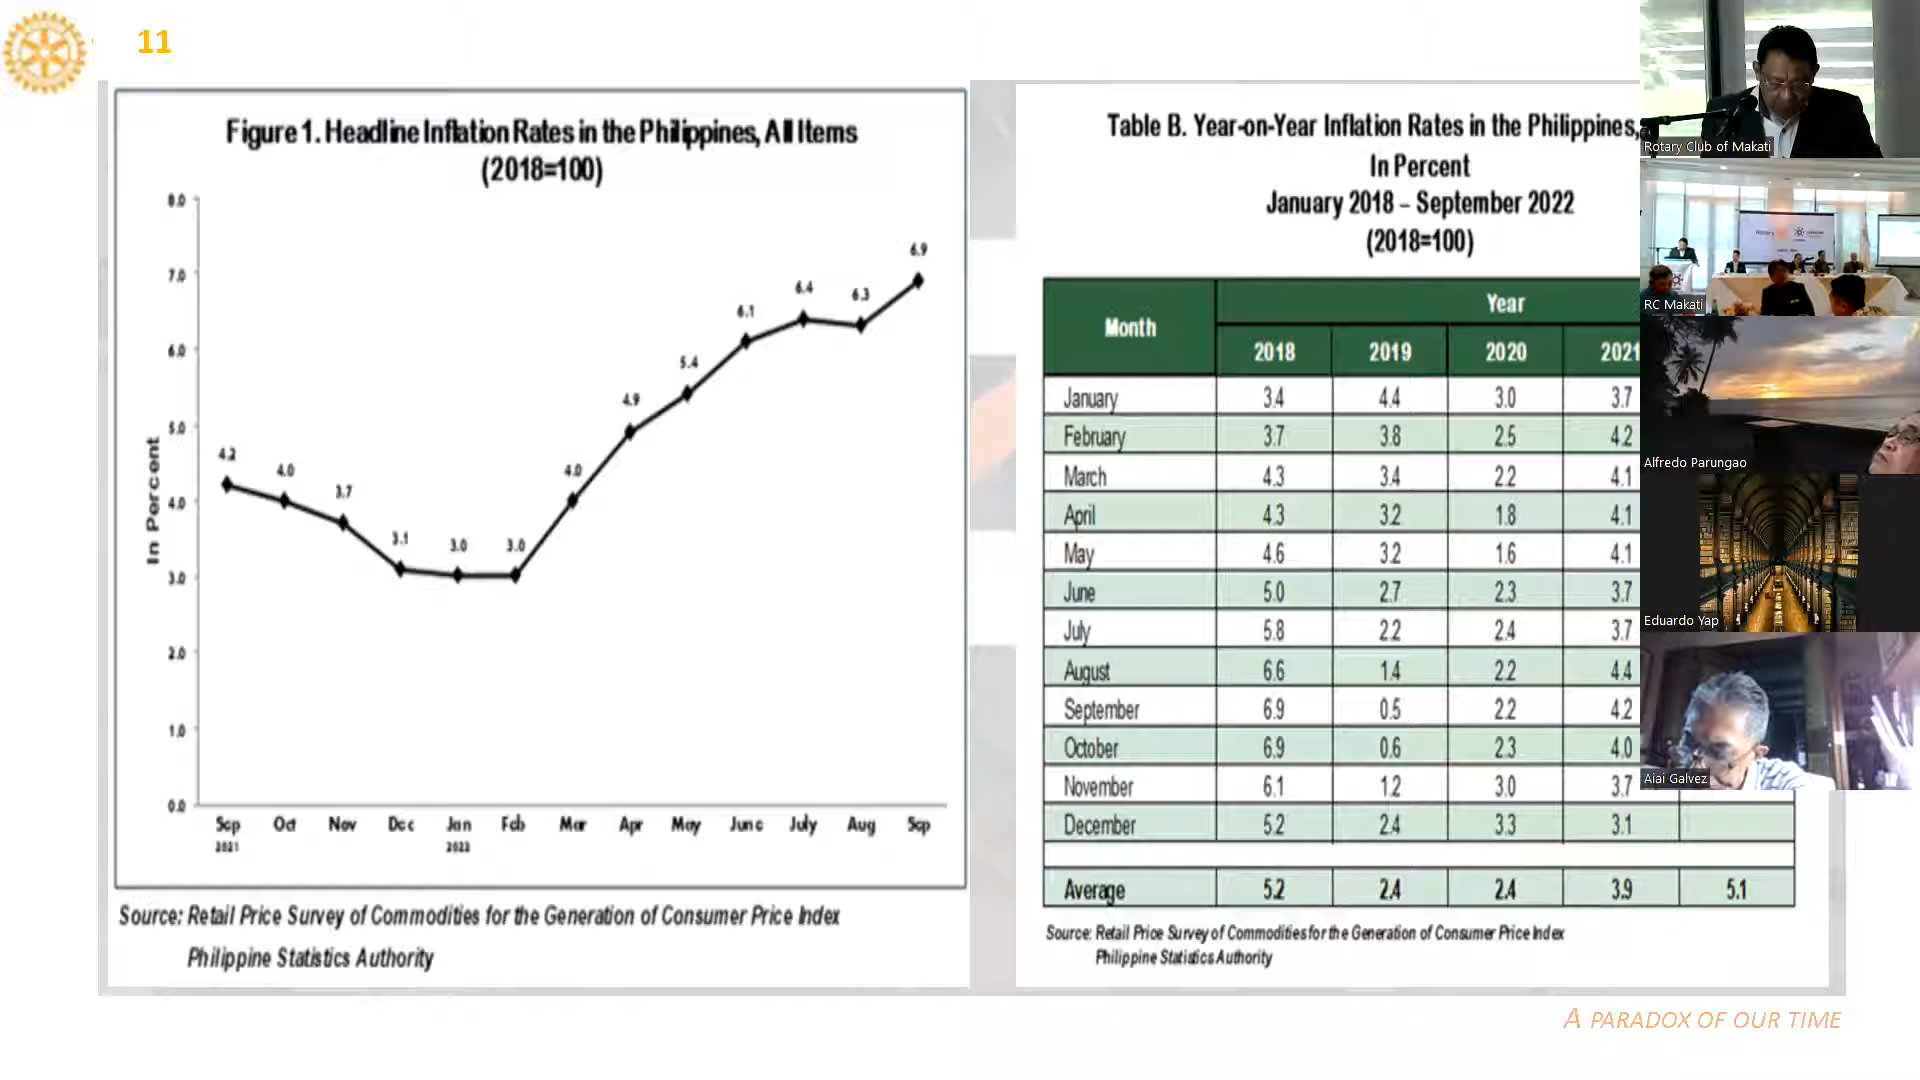 11
Figure 1. Headline Inflation Rates in the Philippines, All Items
(2018=100)
8.0
7.0
6.0
5.0
4.0
3.0
2.0
1.0
0.0
In Percent
4.2
4.0
3.7
3.1
3.0
3.0
4.0
4.9
5.4
6.1
6.4
6.3
6.9
Sep Oct Nov Dec Jan Feb Mar Apr May June July Aug Sep
2021 2022
Source: Retail Price Survey of Commodities for the Generation of Consumer Price Index
Philippine Statistics Authority
Table B. Year-on-Year Inflation Rates in the Philippines,
In Percent
January 2018 – September 2022
(2018=100)
Month Year
2018 2019 2020 2021
January 3.4 4.4 3.0 3.7
February 3.7 3.8 2.5 4.2
March 4.3 3.4 2.2 4.1
April 4.3 3.2 1.8 4.1
May 4.6 3.2 1.6 4.1
June 5.0 2.7 2.3 3.7
July 5.8 2.2 2.4 3.7
August 6.6 1.4 2.2 4.4
September 6.9 0.5 2.2 4.2
October 6.9 0.6 2.3 4.0
November 6.1 1.2 3.0 3.7
December 5.2 2.4 3.3 3.1
Average 5.2 2.4 2.4 3.9 5.1
Source: Retail Price Survey of Commodities for the Generation of Consumer Price Index
Philippine Statistics Authority
A PARADOX OF OUR TIME
Rotary Club of Makati
RC Makati
Alfredo Parungao
Eduardo Yap
Aiai Galvez